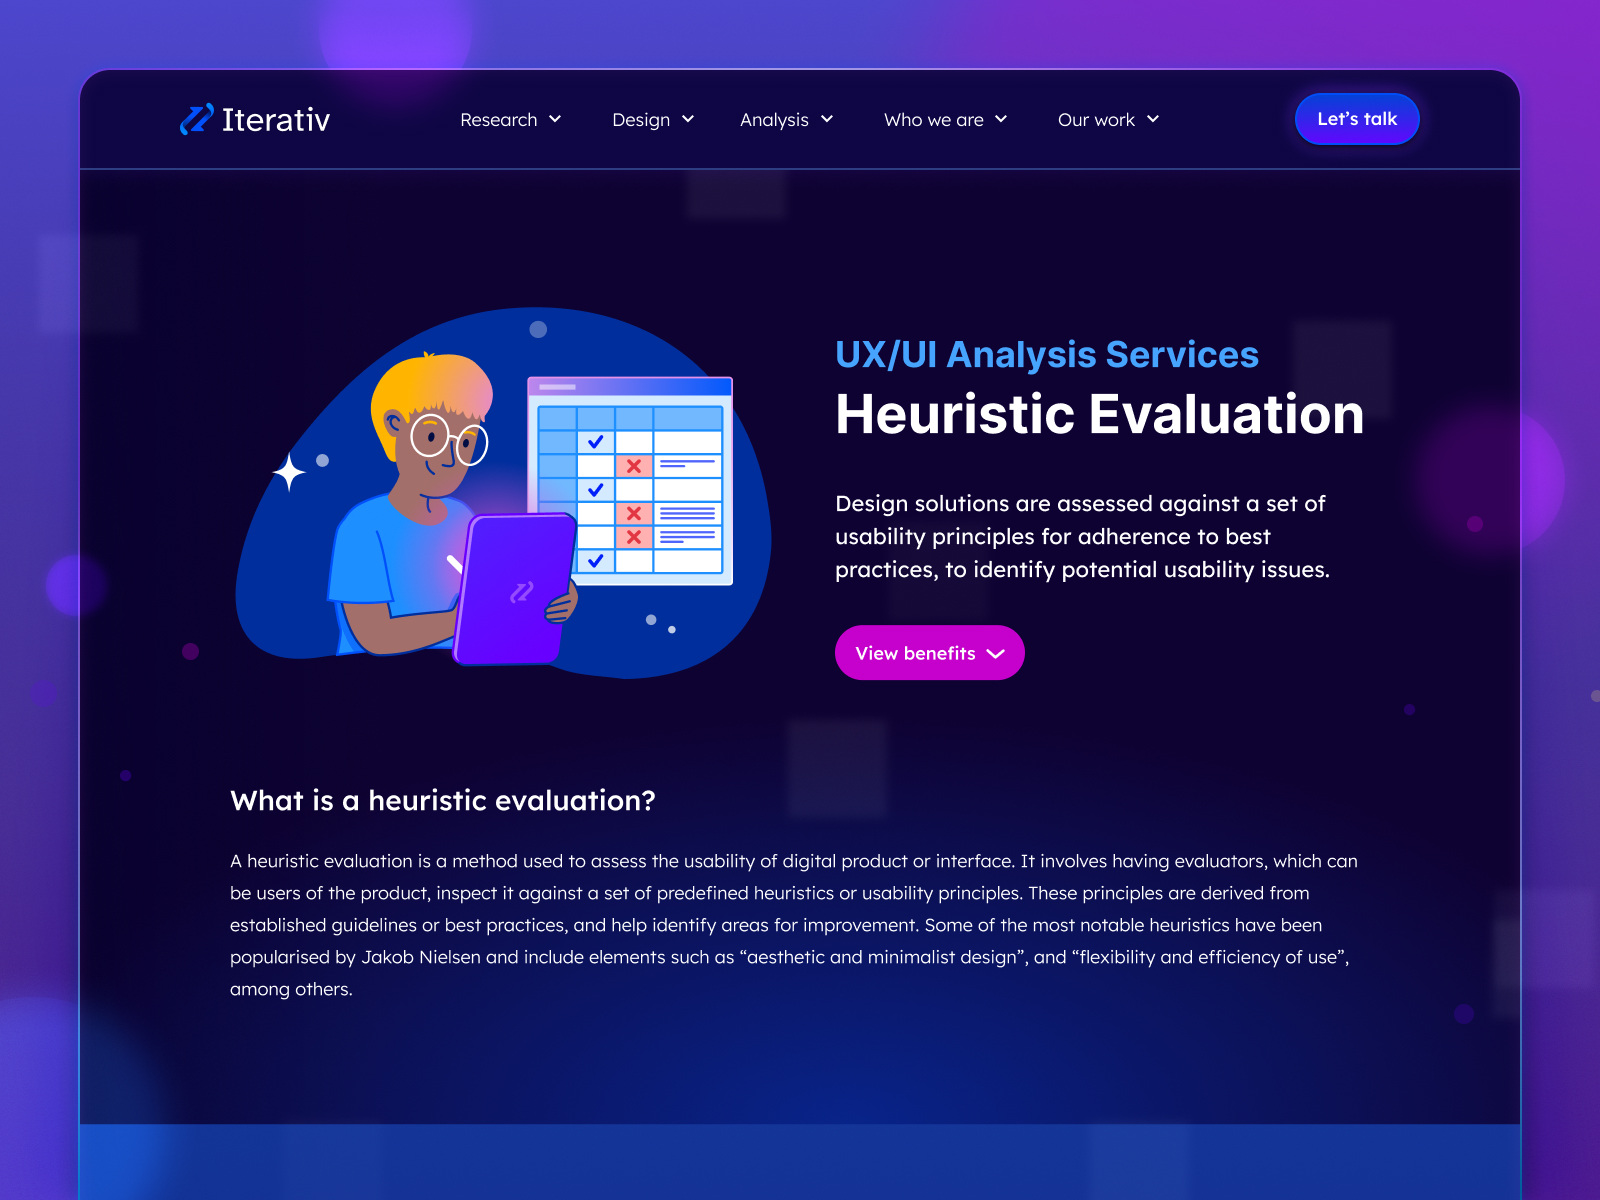 Iterativ
Research
Design
Analysis
Who we are
Our work
Let’s talk
UX/UI Analysis Services
Heuristic Evaluation
Design solutions are assessed against a set of
usability principles for adherence to best
practices, to identify potential usability issues.
View benefits
What is a heuristic evaluation?
A heuristic evaluation is a method used to assess the usability of digital product or interface. It involves having evaluators, which can
be users of the product, inspect it against a set of predefined heuristics or usability principles. These principles are derived from
established guidelines or best practices, and help identify areas for improvement. Some of the most notable heuristics have been
popularised by Jakob Nielsen and include elements such as “aesthetic and minimalist design”, and “flexibility and efficiency of use”,
among others.